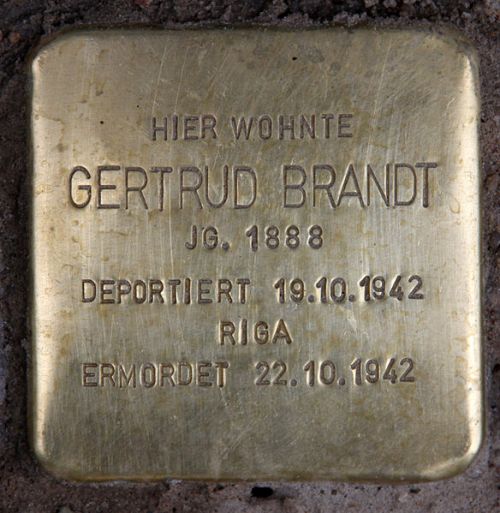 HIER WOHNTE
GERTRUD BRANDT
JG. 1888
DEPORTIERT 19.10.1942
RIGA
ERMORDET 22.10.1942